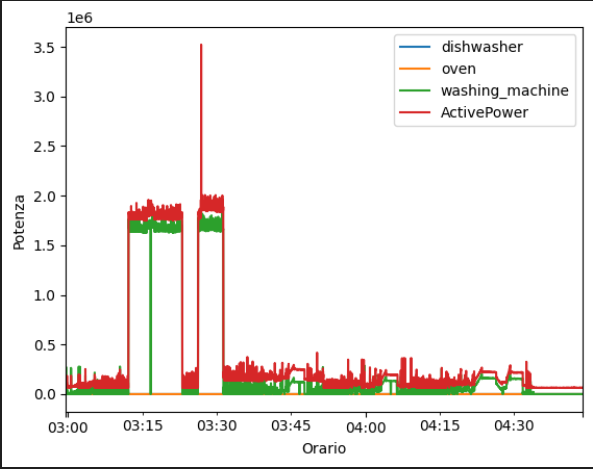 1e6
3.5
3.0
2.5
2.0
1.5
1.0
0.5
0.0
Potenza
dishwasher
oven
washing_machine
ActivePower
03:00 03:15 03:30 03:45 04:00 04:15 04:30
Orario